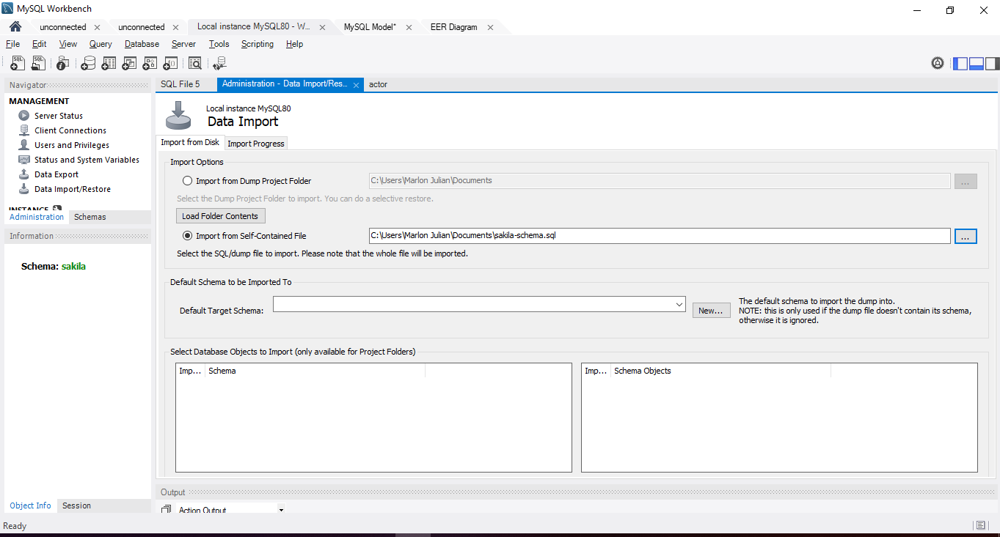 MySQL Workbench
unconnected
unconnected
Local instance MySQL80 - W...
MySQL Model*
EER Diagram
File Edit View Query Database Server Tools Scripting Help
Navigator
MANAGEMENT
Server Status
Client Connections
Users and Privileges
Status and System Variables
Data Export
Data Import/Restore
INSTANCE
Administration Schemas
Information
Schema: sakila
Object Info Session
SQL File 5
Administration - Data Import/Res...
actor
Local instance MySQL80
Data Import
Import from Disk Import Progress
Import Options
Import from Dump Project Folder
C:\Users\Marlon Julian\Documents
...
Select the Dump Project Folder to import. You can do a selective restore.
Load Folder Contents
Import from Self-Contained File
C:\Users\Marlon Julian\Documents\sakila-schema.sql
...
Select the SQL/dump file to import. Please note that the whole file will be imported.
Default Schema to be Imported To
Default Target Schema:
New...
The default schema to import the dump into.
NOTE: this is only used if the dump file doesn't contain its schema,
otherwise it is ignored.
Select Database Objects to Import (only available for Project Folders)
Imp... Schema
Imp... Schema Objects
Output
Action Output
Ready